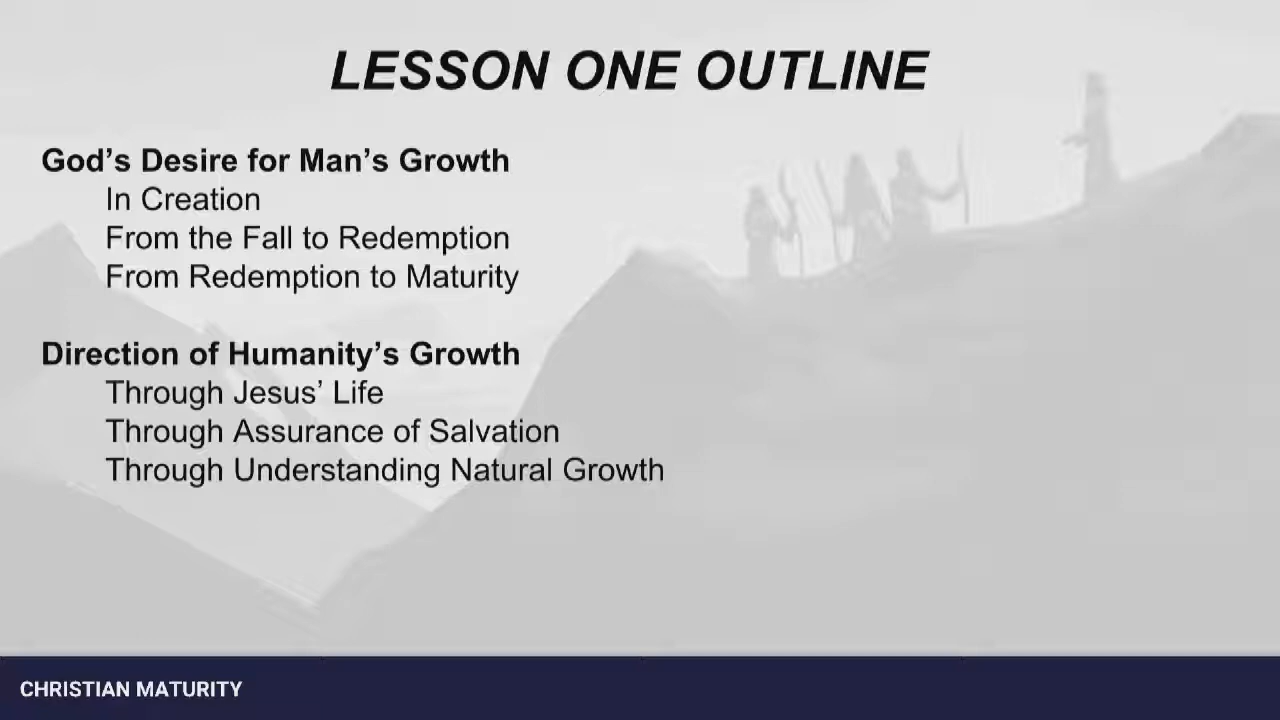 LESSON ONE OUTLINE
God’s Desire for Man’s Growth
In Creation
From the Fall to Redemption
From Redemption to Maturity
Direction of Humanity’s Growth
Through Jesus’ Life
Through Assurance of Salvation
Through Understanding Natural Growth
CHRISTIAN MATURITY